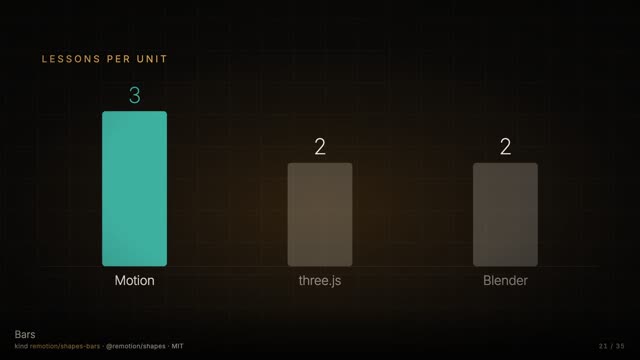 LESSONS PER UNIT
3
2
2
Motion
three.js
Blender
Bars
kind remotion/shapes-bars · @remotion/shapes · MIT
21 / 35